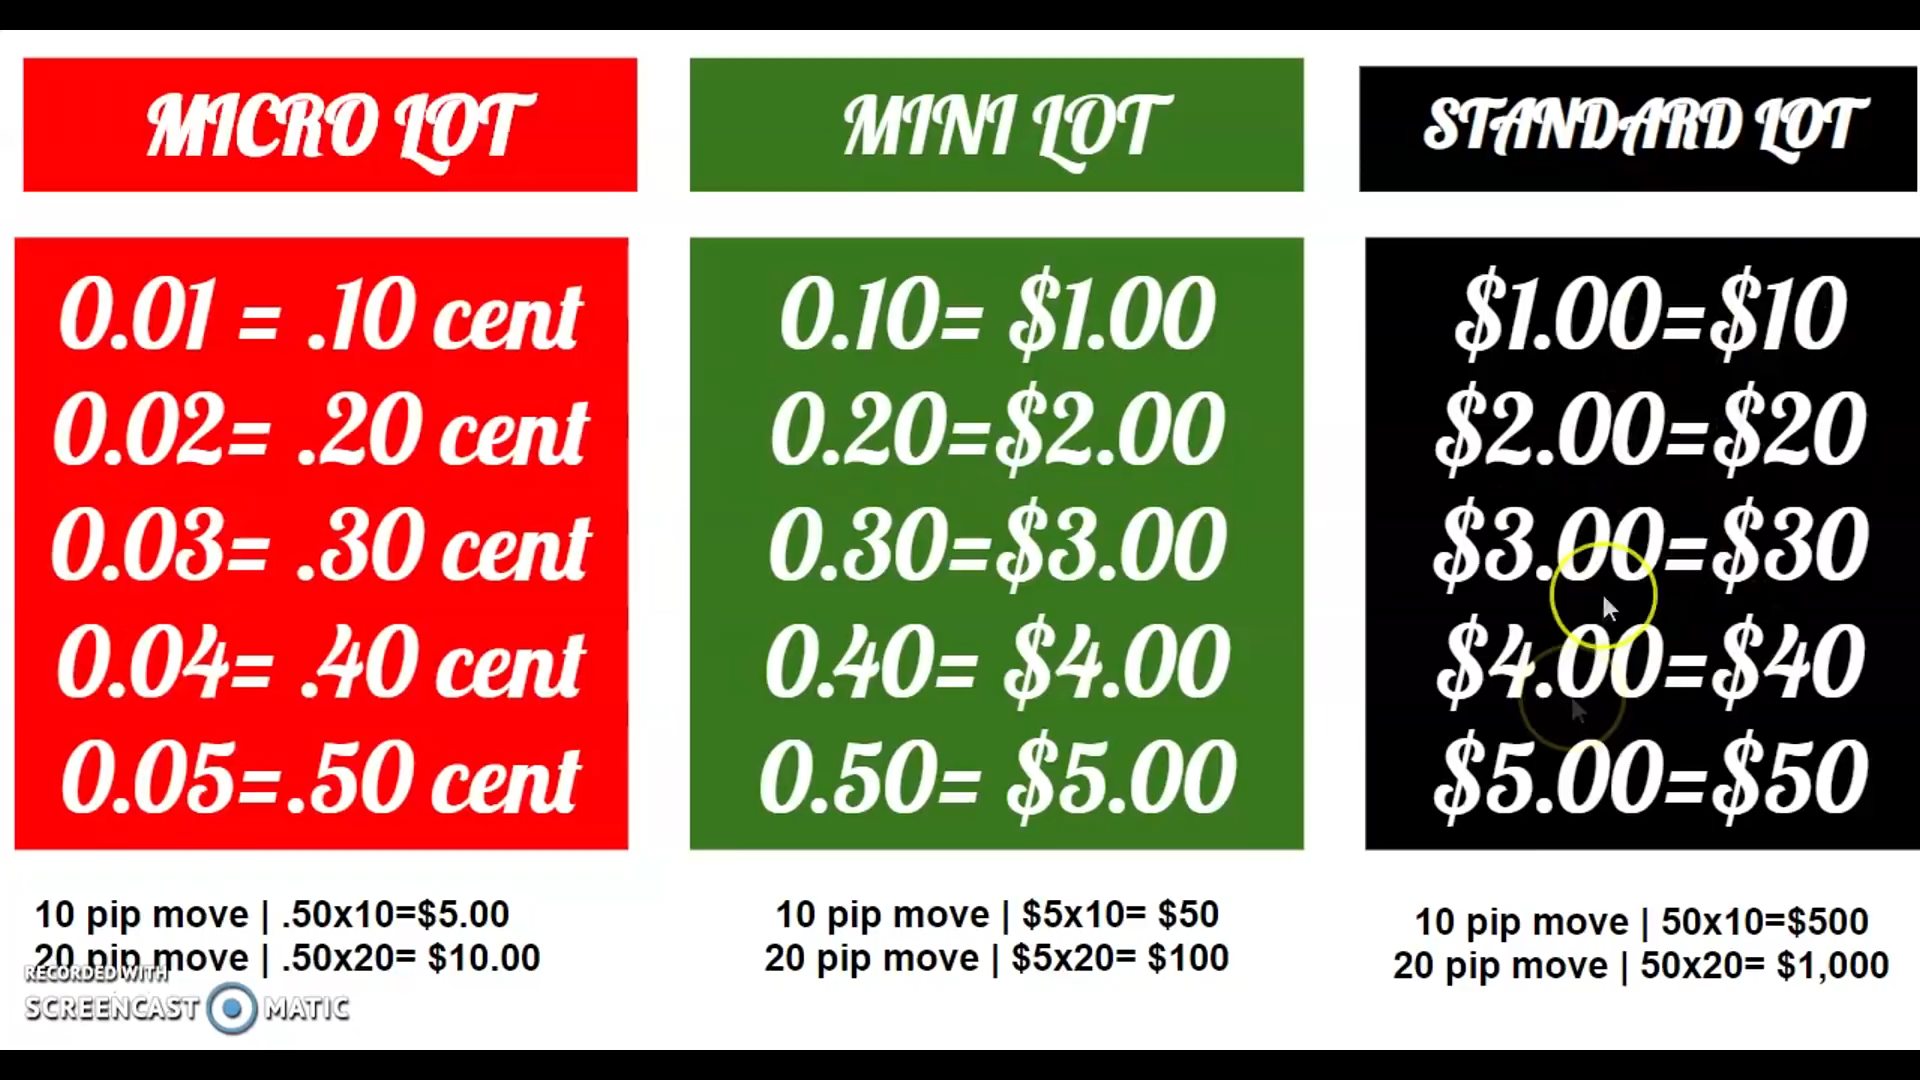 MICRO LOT
0.01 = .10 cent
0.02= .20 cent
0.03= .30 cent
0.04= .40 cent
0.05=.50 cent
10 pip move | .50x10=$5.00
20 pip move | .50x20= $10.00
MINI LOT
0.10= $1.00
0.20=$2.00
0.30=$3.00
0.40= $4.00
0.50= $5.00
10 pip move | $5x10= $50
20 pip move | $5x20= $100
STANDARD LOT
$1.00=$10
$2.00=$20
$3.00=$30
$4.00=$40
$5.00=$50
10 pip move | 50x10=$500
20 pip move | 50x20= $1,000
RECORDED WITH
SCREENCAST MATIC